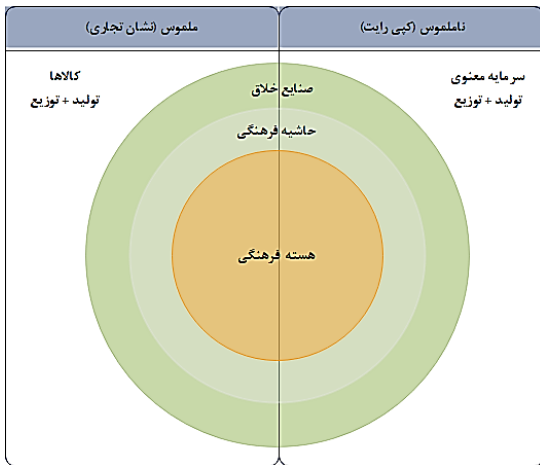 ناملموس (کپی رایت)
ملموس (نشان تجاری)
سرمایه معنوی
تولید + توزیع
کالاها
تولید + توزیع
صنایع خلاق
حاشیه فرهنگی
هسته فرهنگی